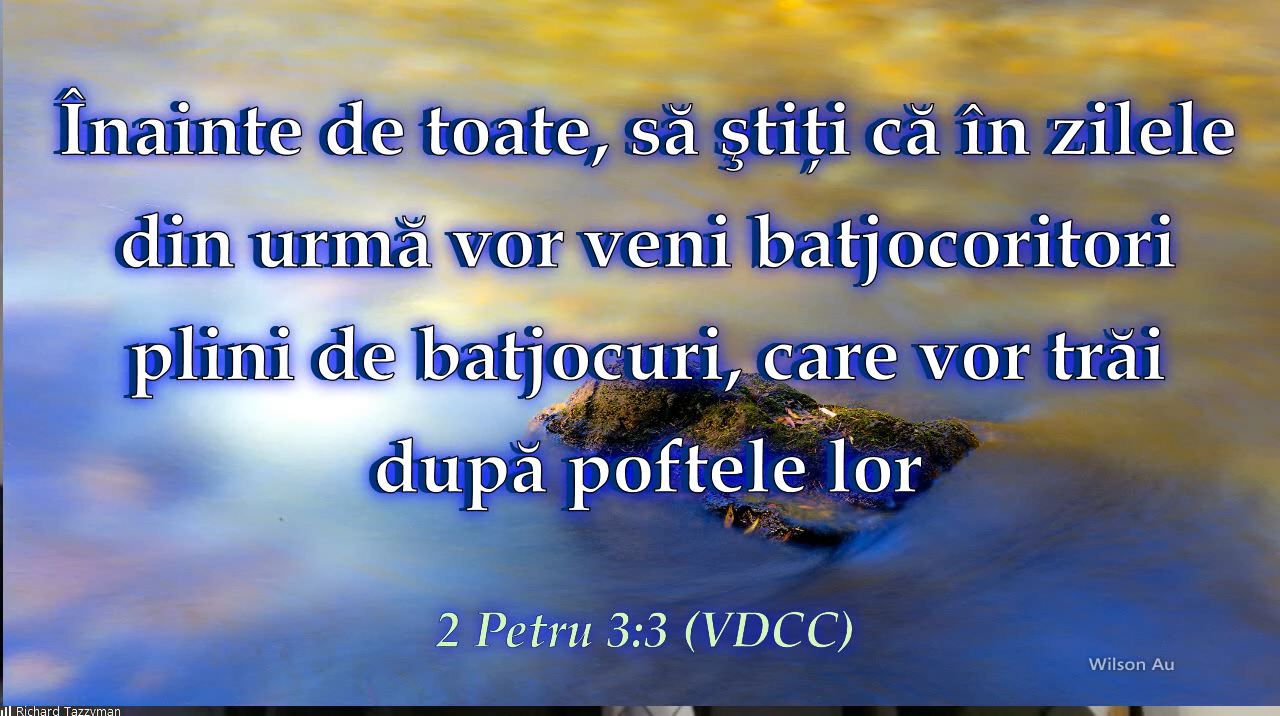 Înainte de toate, să ştiți că în zilele
din urmă vor veni batjocoritori
plini de batjocuri, care vor trăi
după poftele lor
2 Petru 3:3 (VDCC)
Wilson Au
Richard Tazzyman